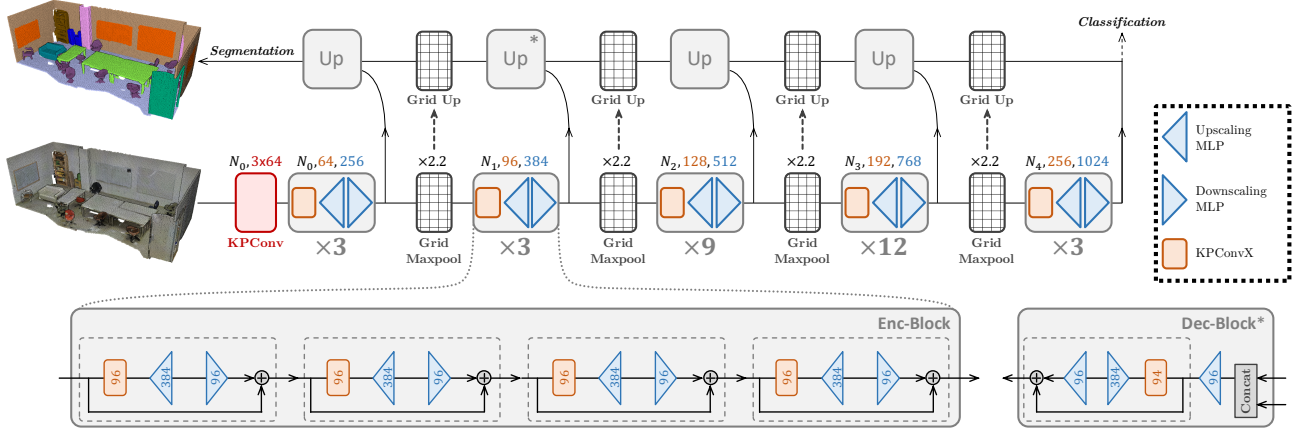 Segmentation
Up
Up
*
Up
Up
Classification
Grid Up
Grid Up
Grid Up
Grid Up
N0,3x64
N0,64,256
×2.2
N1,96,384
×2.2
N2,128,512
×2.2
N3,192,768
×2.2
N4,256,1024
KPConv
×3
Grid
Maxpool
×3
Grid
Maxpool
×9
Grid
Maxpool
×12
Grid
Maxpool
×3
Upscaling
MLP
Downscaling
MLP
KPConvX
Enc-Block
96
384
96
96
384
96
96
384
96
96
384
96
Dec-Block*
96
384
94
96
Concat